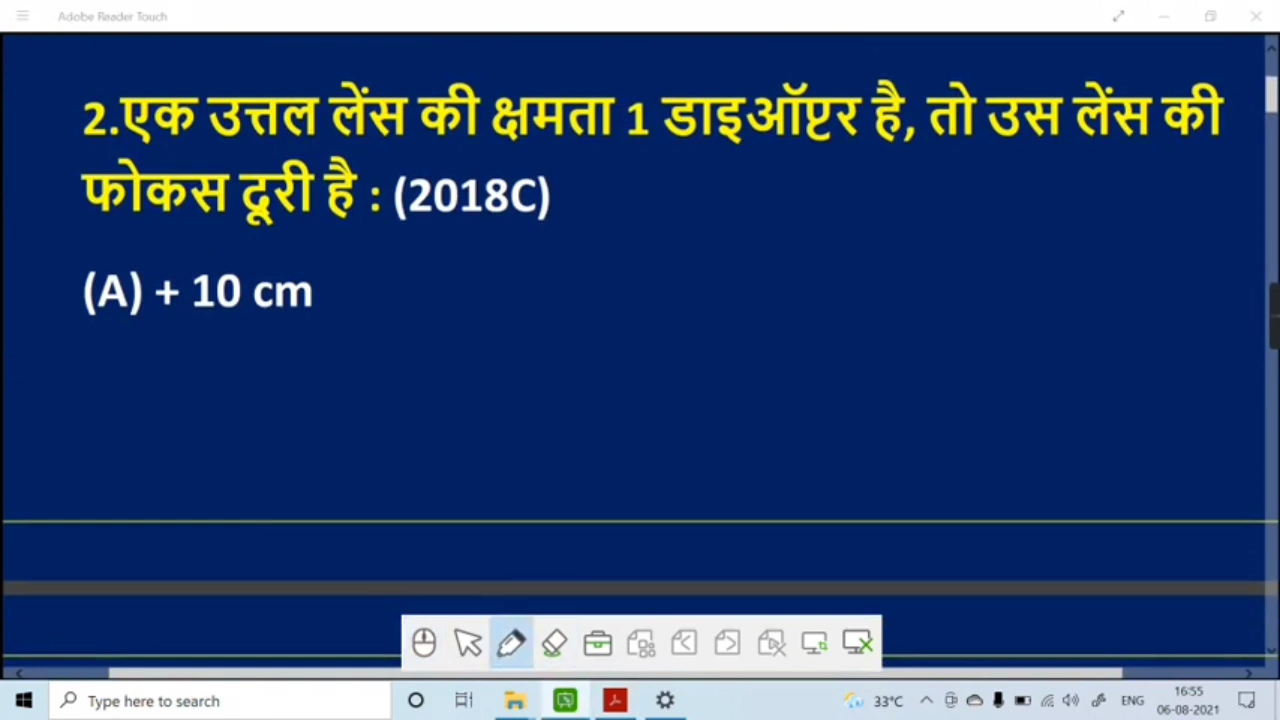 Adobe Reader Touch
2.एक उत्तल लेंस की क्षमता 1 डाइऑप्टर है, तो उस लेंस की
फोकस दूरी है : (2018C)
(A) + 10 cm
Type here to search
33°C
ENG
16:55
06-08-2021